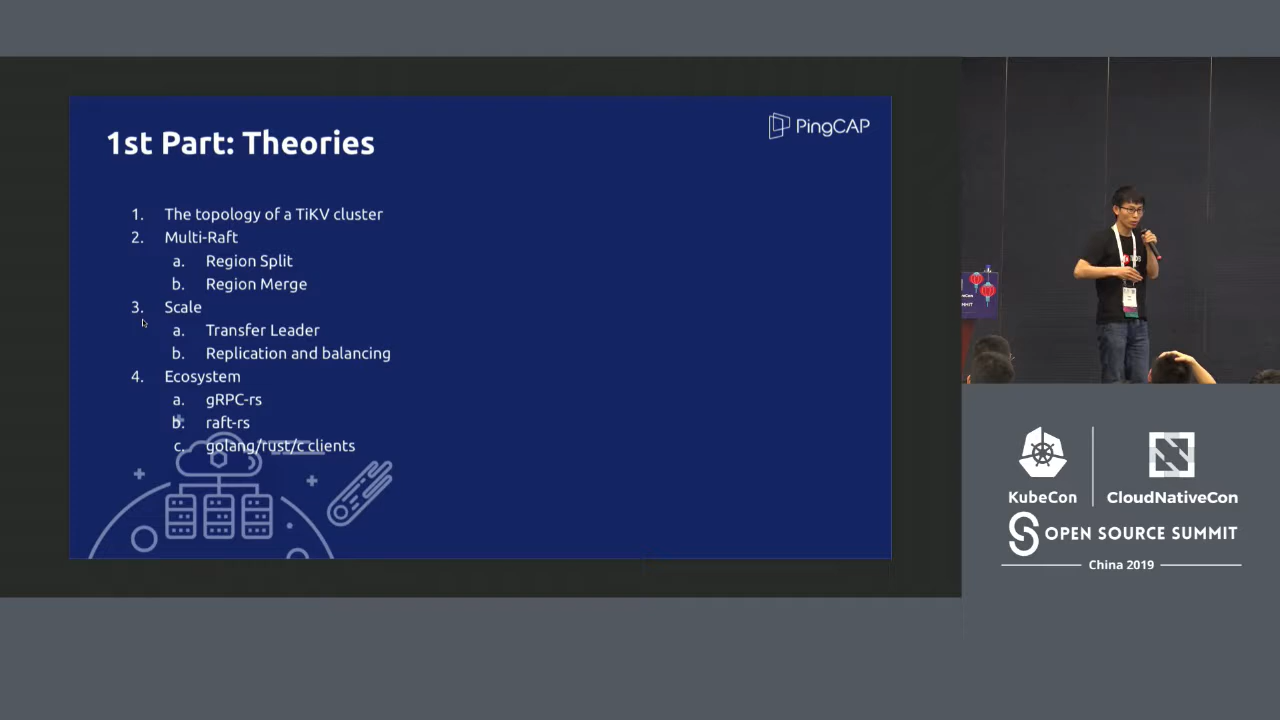 1st Part: Theories
PingCAP
1. The topology of a TiKV cluster
2. Multi-Raft
a. Region Split
b. Region Merge
3. Scale
a. Transfer Leader
b. Replication and balancing
4. Ecosystem
a. gRPC-rs
b. raft-rs
c. golang/rust/c clients
KubeCon
CloudNativeCon
OPEN SOURCE SUMMIT
China 2019